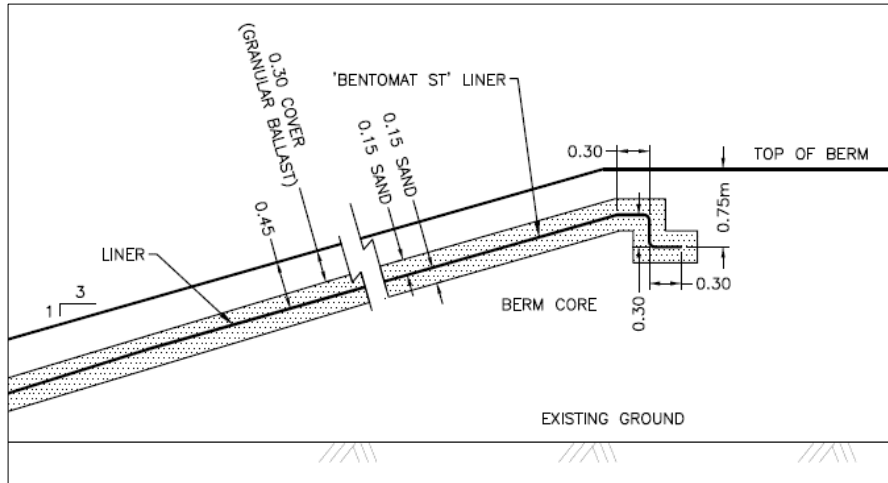 0.30 COVER
(GRANULAR BALLAST)
'BENTOMAT ST' LINER
0.15 SAND
0.15 SAND
0.30
TOP OF BERM
0.75m
0.45
LINER
3
1
0.30
0.30
BERM CORE
EXISTING GROUND